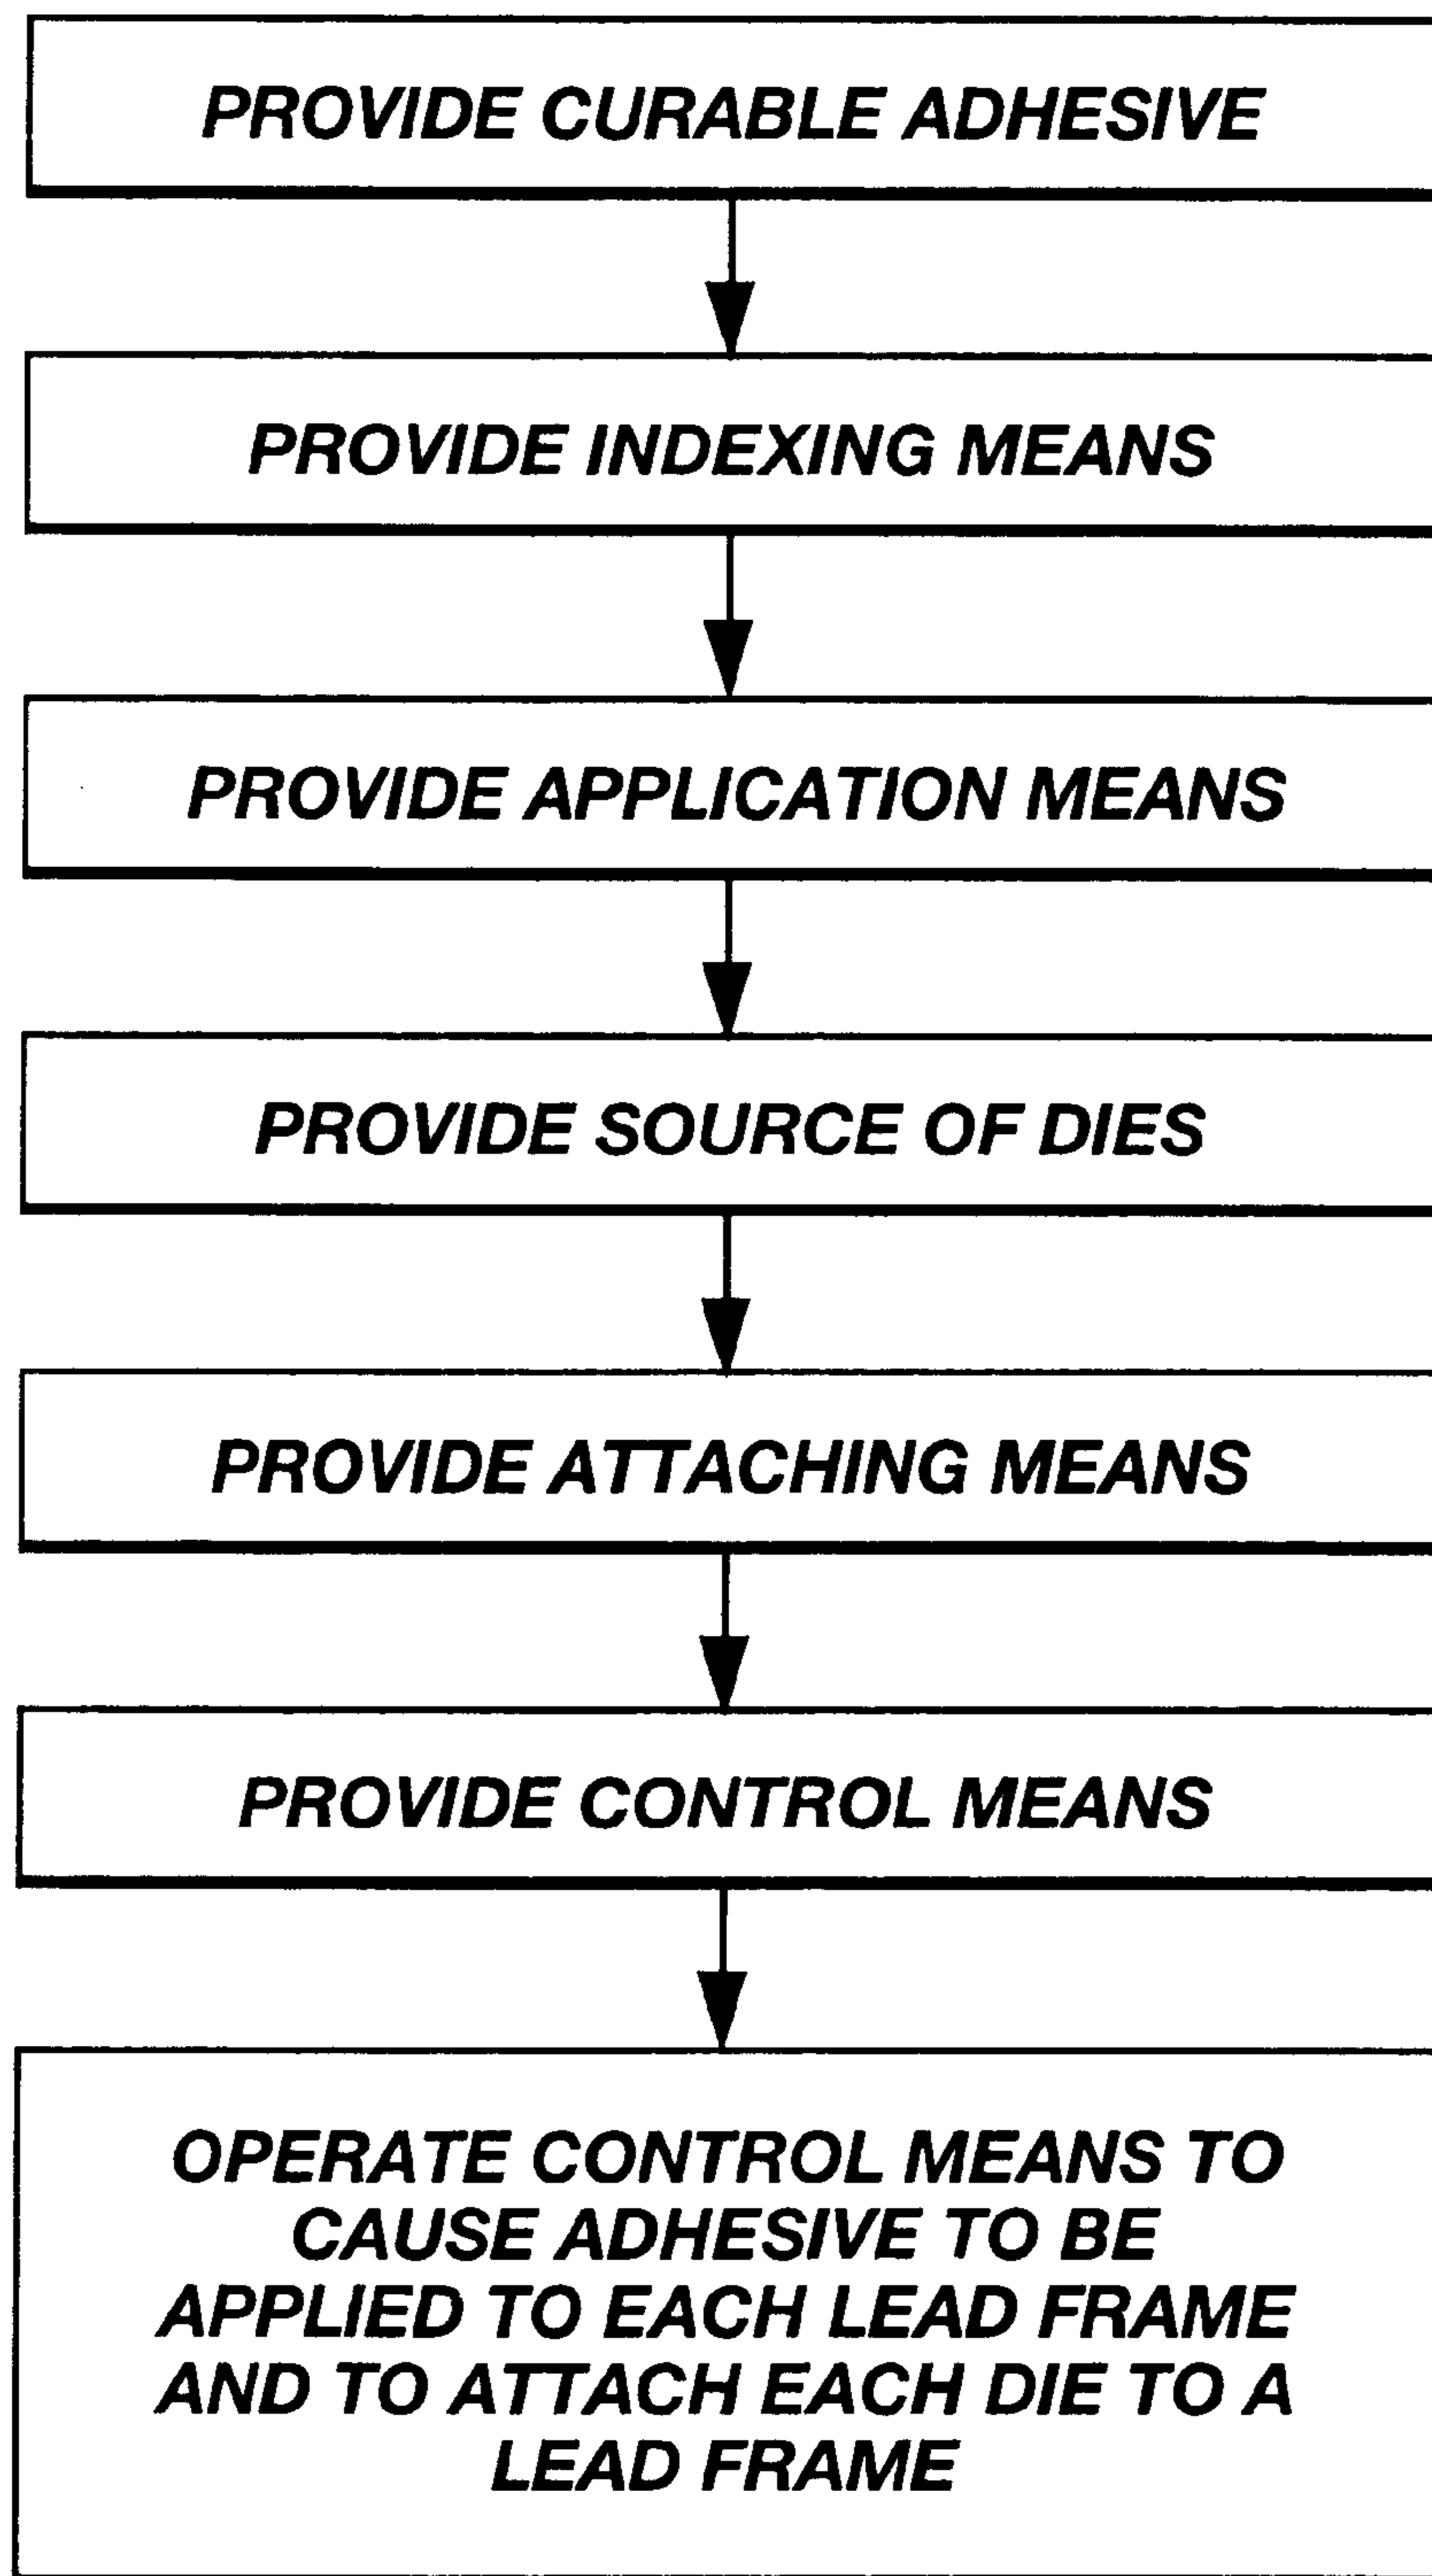 PROVIDE CURABLE ADHESIVE
PROVIDE INDEXING MEANS
PROVIDE APPLICATION MEANS
PROVIDE SOURCE OF DIES
PROVIDE ATTACHING MEANS
PROVIDE CONTROL MEANS
OPERATE CONTROL MEANS TO
CAUSE ADHESIVE TO BE
APPLIED TO EACH LEAD FRAME
AND TO ATTACH EACH DIE TO A
LEAD FRAME